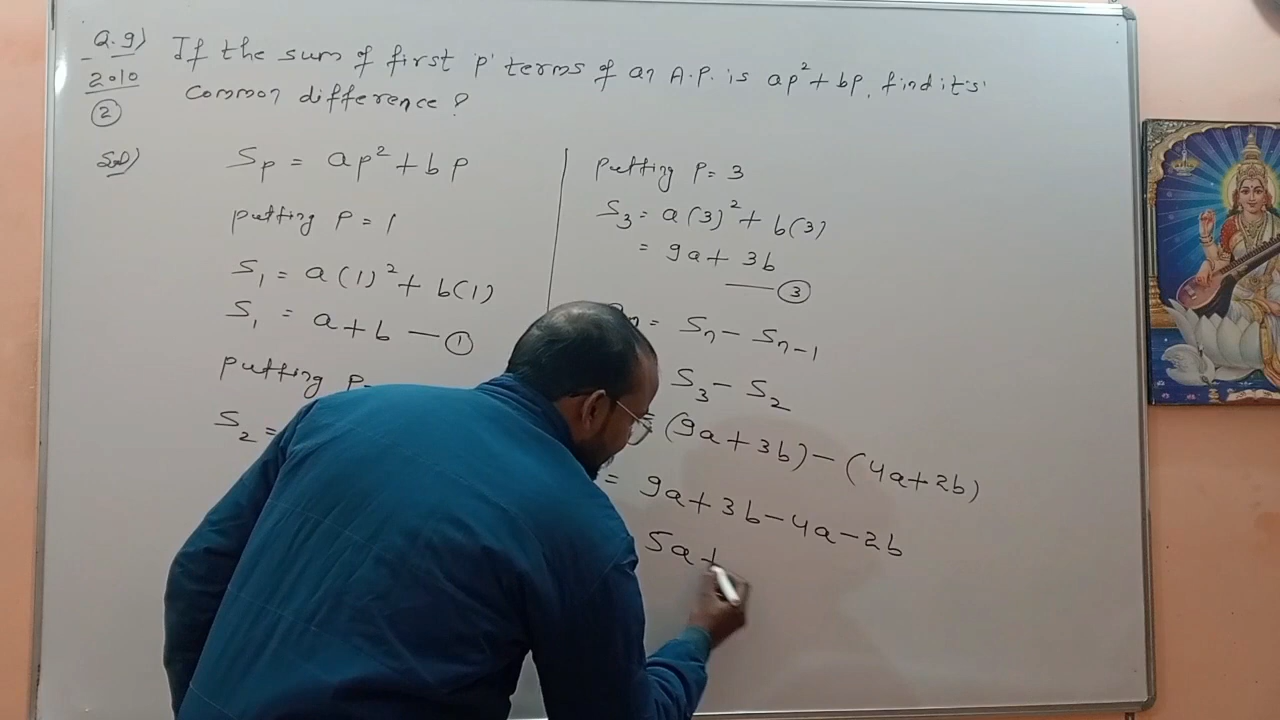 Q.9) If the sum of first 'p' terms of an A.P. is ap² + bp, find it's
2010 common difference ?
②
Sol) Sp = ap² + bp
putting P = 1
S₁ = a(1)² + b(1)
S₁ = a + b — ①
putting P
S₂ =
putting P = 3
S₃ = a(3)² + b(3)
= 9a + 3b
— ③
= Sₙ − Sₙ₋₁
S₃ − S₂
= (9a + 3b) − (4a + 2b)
= 9a + 3b − 4a − 2b
5a +